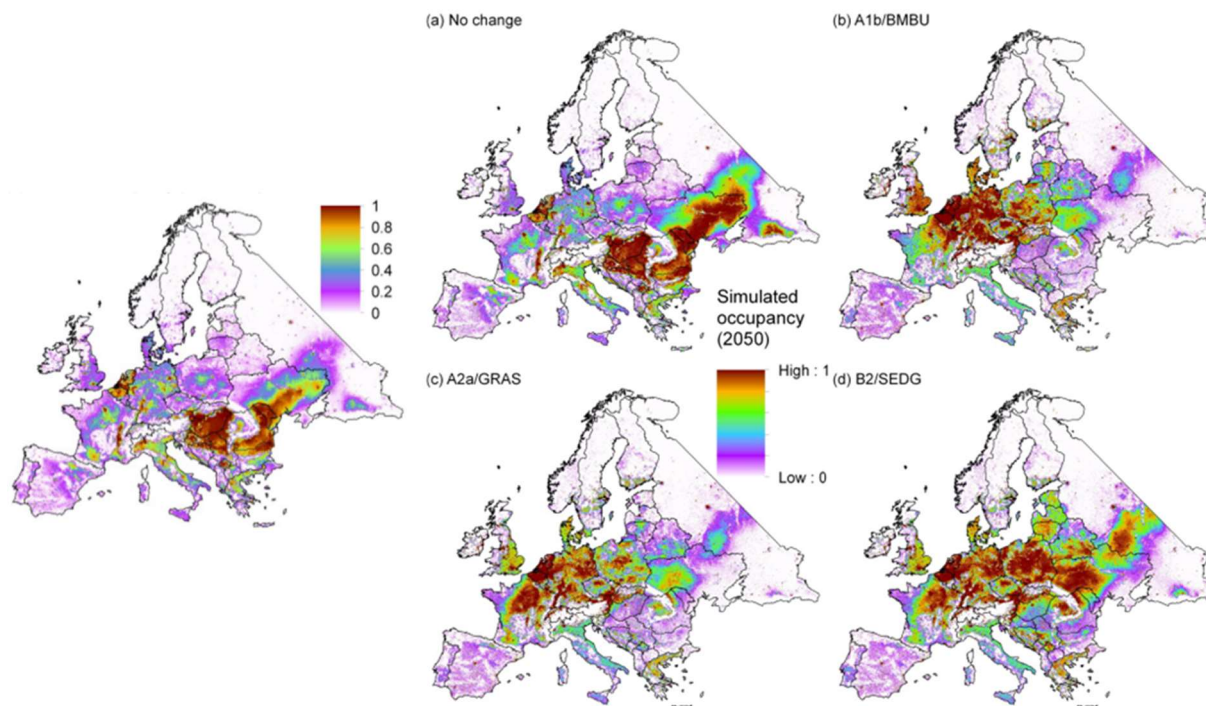 (a) No change
(b) A1b/BMBU
1
0.8
0.6
0.4
0.2
0
Simulated
occupancy
(2050)
(c) A2a/GRAS
High : 1
Low : 0
(d) B2/SEDG